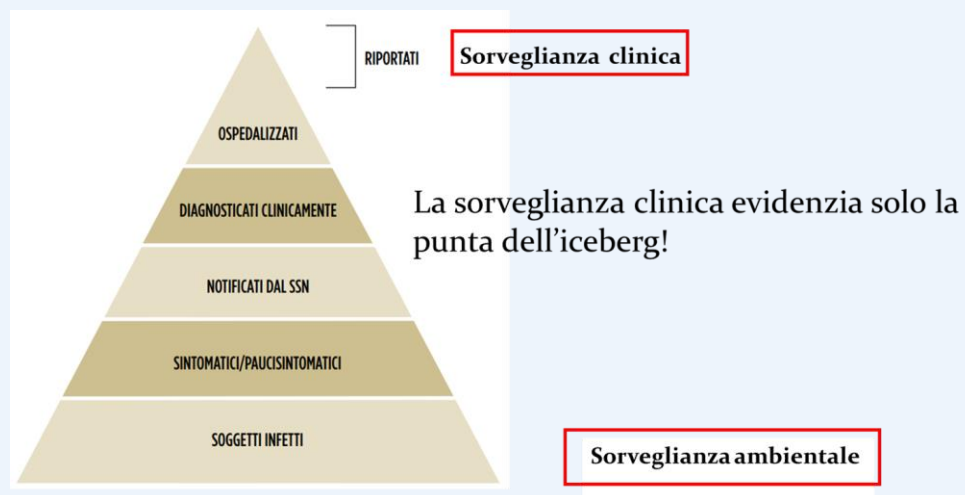 RIPORTATI
Sorveglianza clinica
OSPEDALIZZATI
DIAGNOSTICATI CLINICAMENTE
La sorveglianza clinica evidenzia solo la
punta dell'iceberg!
NOTIFICATI DAL SSN
SINTOMATICI/PAUCISINTOMATICI
SOGGETTI INFETTI
Sorveglianza ambientale